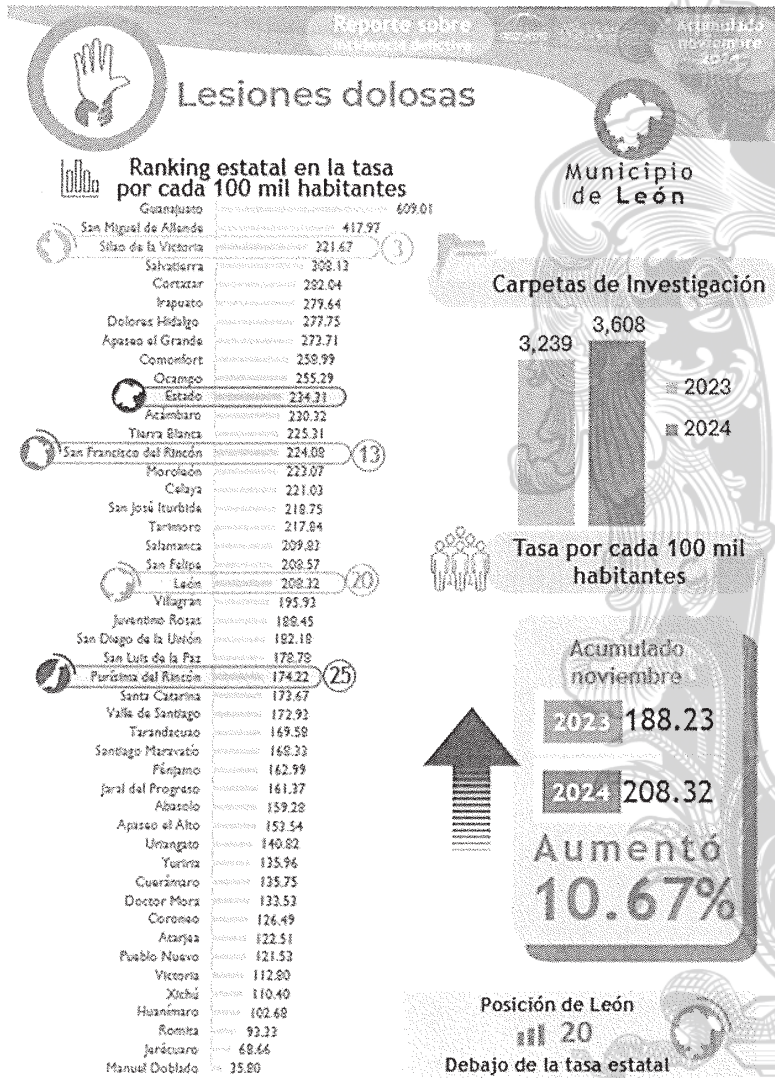 Reporte sobre
incidencia delictiva
Acumulado
noviembre
2024
Lesiones dolosas
Municipio
de León
Ranking estatal en la tasa
por cada 100 mil habitantes
Guanajuato 609.01
San Miguel de Allende 417.97
Silao de la Victoria 321.67 3
Salvatierra 308.13
Cortazar 282.04
Irapuato 279.64
Dolores Hidalgo 277.75
Apaseo el Grande 273.71
Comonfort 258.99
Ocampo 255.29
Estado 234.31
Acámbaro 230.32
Tierra Blanca 225.31
San Francisco del Rincón 224.08 13
Moroleón 223.07
Celaya 221.03
San José Iturbide 218.75
Tarimoro 217.84
Salamanca 209.83
San Felipe 208.57
León 208.32 20
Villagrán 195.93
Juventino Rosas 188.45
San Diego de la Unión 182.18
San Luis de la Paz 178.78
Purísima del Rincón 174.22 25
Santa Catarina 173.67
Valle de Santiago 172.92
Tarandacuao 169.58
Santiago Maravatío 168.33
Pénjamo 162.99
Jaral del Progreso 161.37
Abasolo 159.28
Apaseo el Alto 153.54
Uriangato 140.82
Yuriria 135.96
Cuerámaro 135.75
Doctor Mora 133.53
Coroneo 126.49
Atarjea 122.51
Pueblo Nuevo 121.53
Victoria 112.80
Xichú 110.40
Huanímaro 102.68
Romita 93.33
Jerécuaro 68.66
Manuel Doblado 35.80
Carpetas de Investigación
3,239
3,608
2023
2024
Tasa por cada 100 mil
habitantes
Acumulado
noviembre
2023 188.23
2024 208.32
Aumentó
10.67%
Posición de León
20
Debajo de la tasa estatal